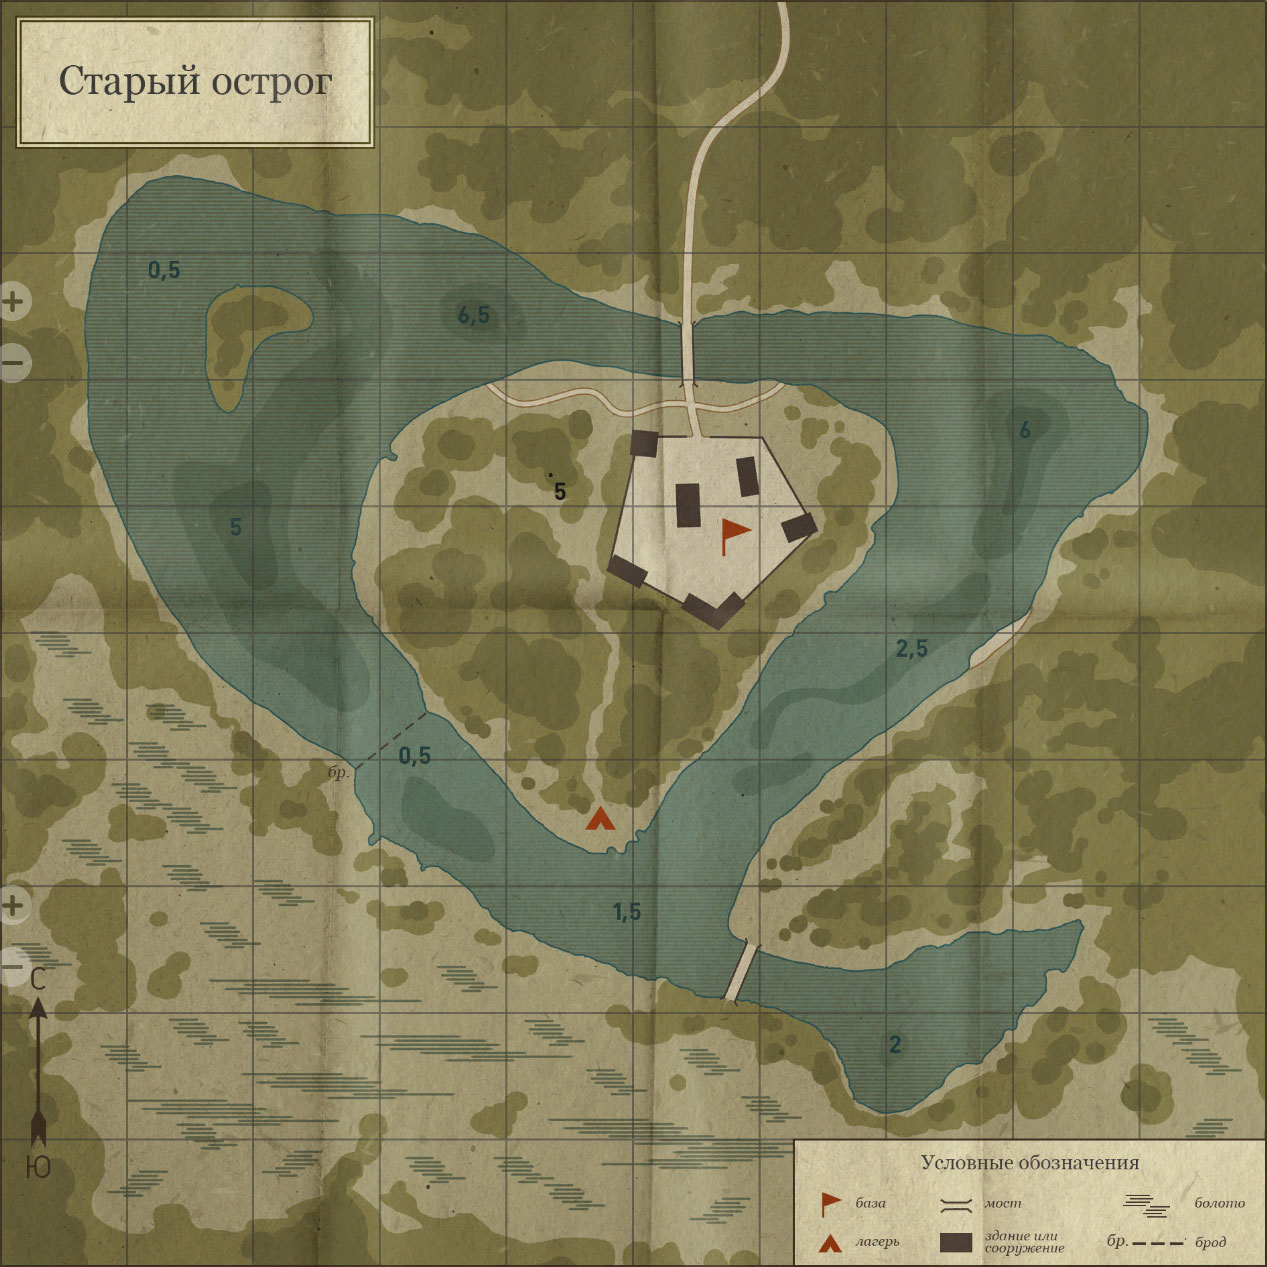 Старый острог
0,5
6,5
6
5
5
2,5
0,5
бр.
1,5
2
С
Ю
Условные обозначения
база
мост
болото
лагерь
здание или
сооружение
бр.
брод